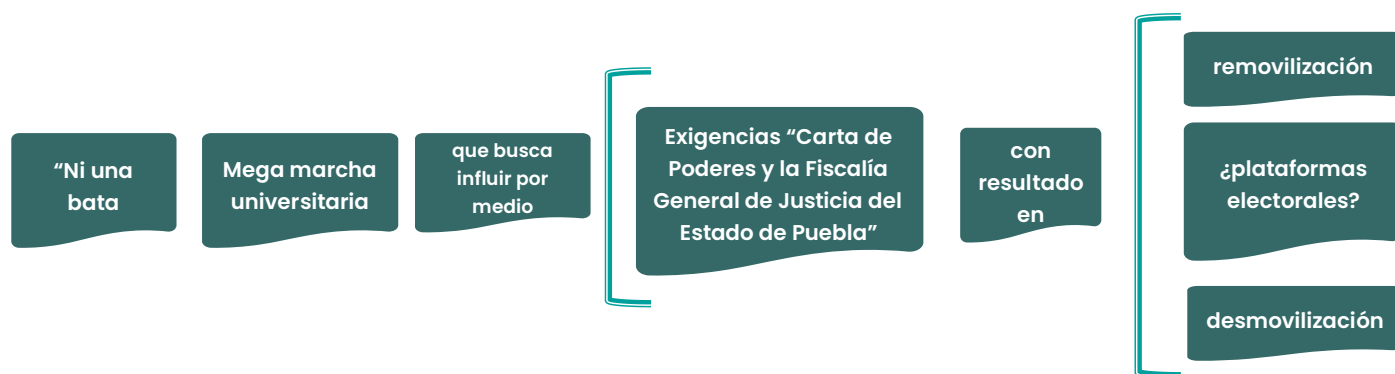 “Ni una
bata
Mega marcha
universitaria
que busca
influir por
medio
Exigencias “Carta de
Poderes y la Fiscalía
General de Justicia del
Estado de Puebla”
con
resultado
en
removilización
¿plataformas
electorales?
desmovilización